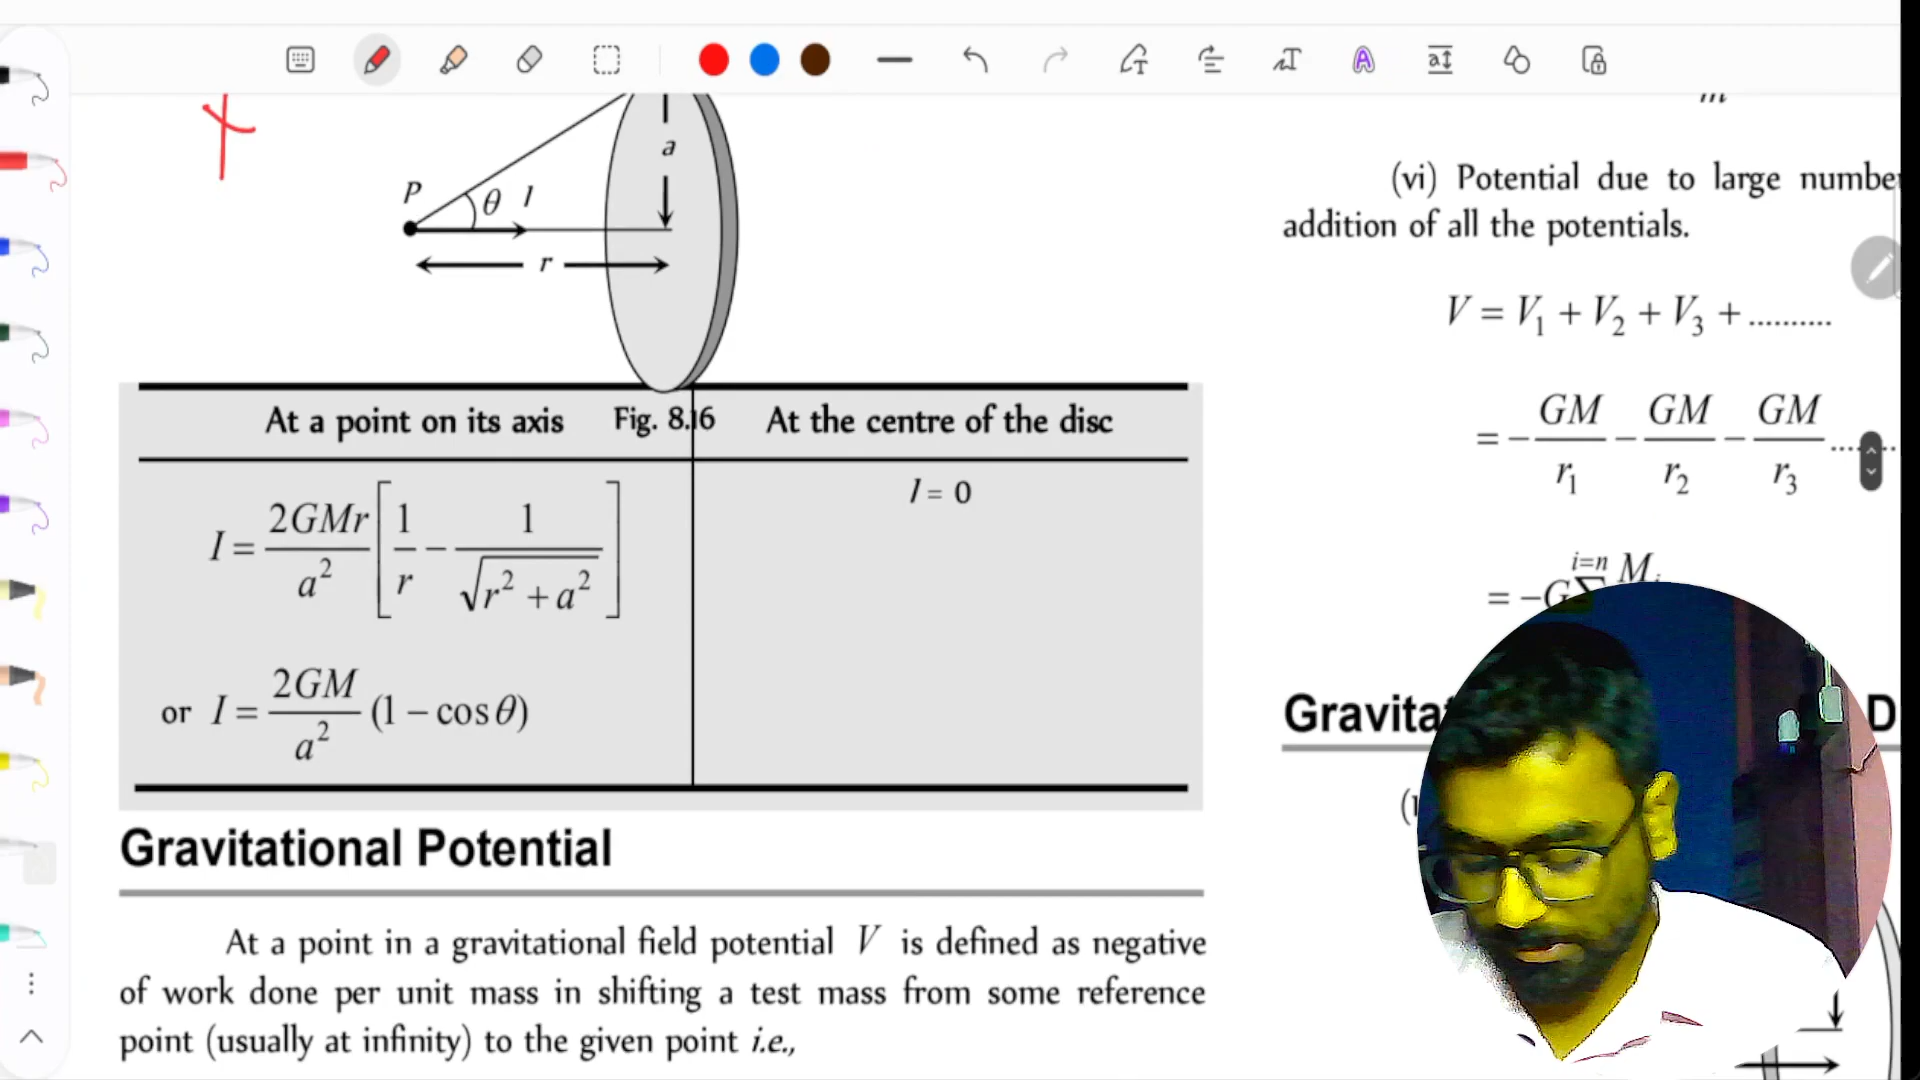 P
θ I
a
r
At a point on its axis Fig. 8.16 At the centre of the disc
I = 2GMr/a² [1/r − 1/√(r² + a²)]
I = 0
or I = 2GM/a² (1 − cos θ)
Gravitational Potential
At a point in a gravitational field potential V is defined as negative
of work done per unit mass in shifting a test mass from some reference
point (usually at infinity) to the given point i.e.,
m
(vi) Potential due to large numbe
addition of all the potentials.
V = V₁ + V₂ + V₃ + ..........
= − GM/r₁ − GM/r₂ − GM/r₃ ......
= −G Σ i=n M
Gravita D